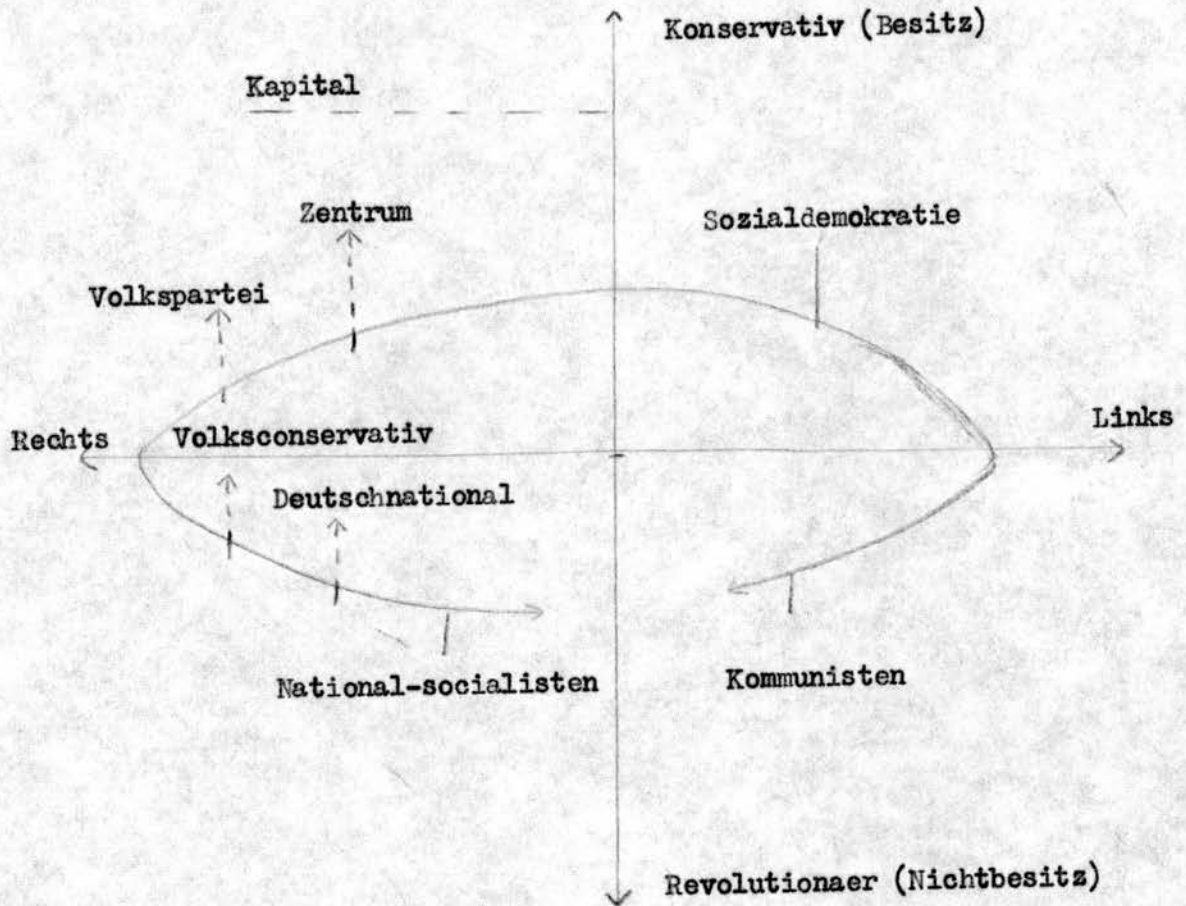 Konservativ (Besitz)
Kapital
Zentrum
Sozialdemokratie
Volkspartei
Rechts
Volksconservativ
Links
Deutschnational
National-socialisten
Kommunisten
Revolutionaer (Nichtbesitz)